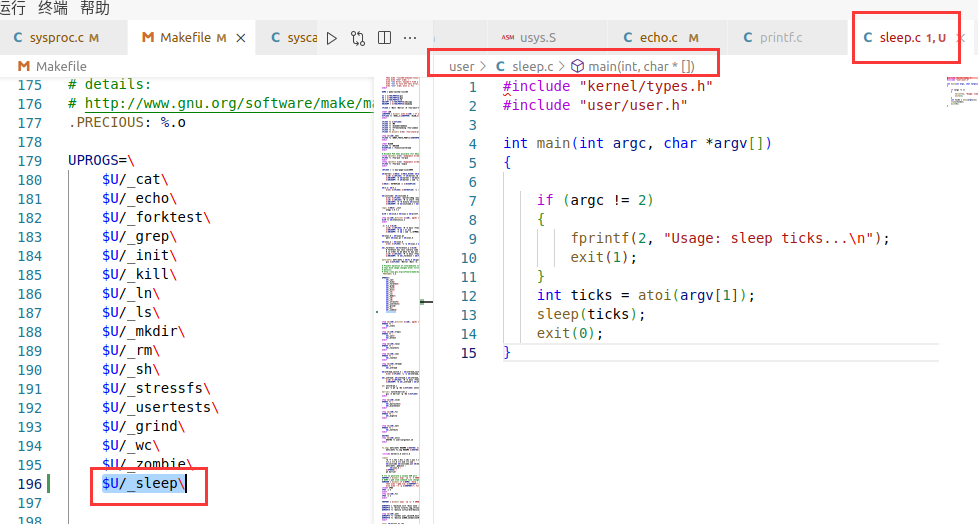 运行 终端 帮助
C sysproc.c M
M Makefile M ×
C sysca
ASM usys.S
C echo.c M
C printf.c
C sleep.c 1, U ×
M Makefile
175 # details:
176 # http://www.gnu.org/software/make/ma
177 .PRECIOUS: %.o
178
179 UPROGS=\
180 $U/_cat\
181 $U/_echo\
182 $U/_forktest\
183 $U/_grep\
184 $U/_init\
185 $U/_kill\
186 $U/_ln\
187 $U/_ls\
188 $U/_mkdir\
189 $U/_rm\
190 $U/_sh\
191 $U/_stressfs\
192 $U/_usertests\
193 $U/_grind\
194 $U/_wc\
195 $U/_zombie\
196 $U/_sleep\
197
198
user > C sleep.c > main(int, char * [])
1 #include "kernel/types.h"
2 #include "user/user.h"
3
4 int main(int argc, char *argv[])
5 {
6
7 if (argc != 2)
8 {
9 fprintf(2, "Usage: sleep ticks...\n");
10 exit(1);
11 }
12 int ticks = atoi(argv[1]);
13 sleep(ticks);
14 exit(0);
15 }